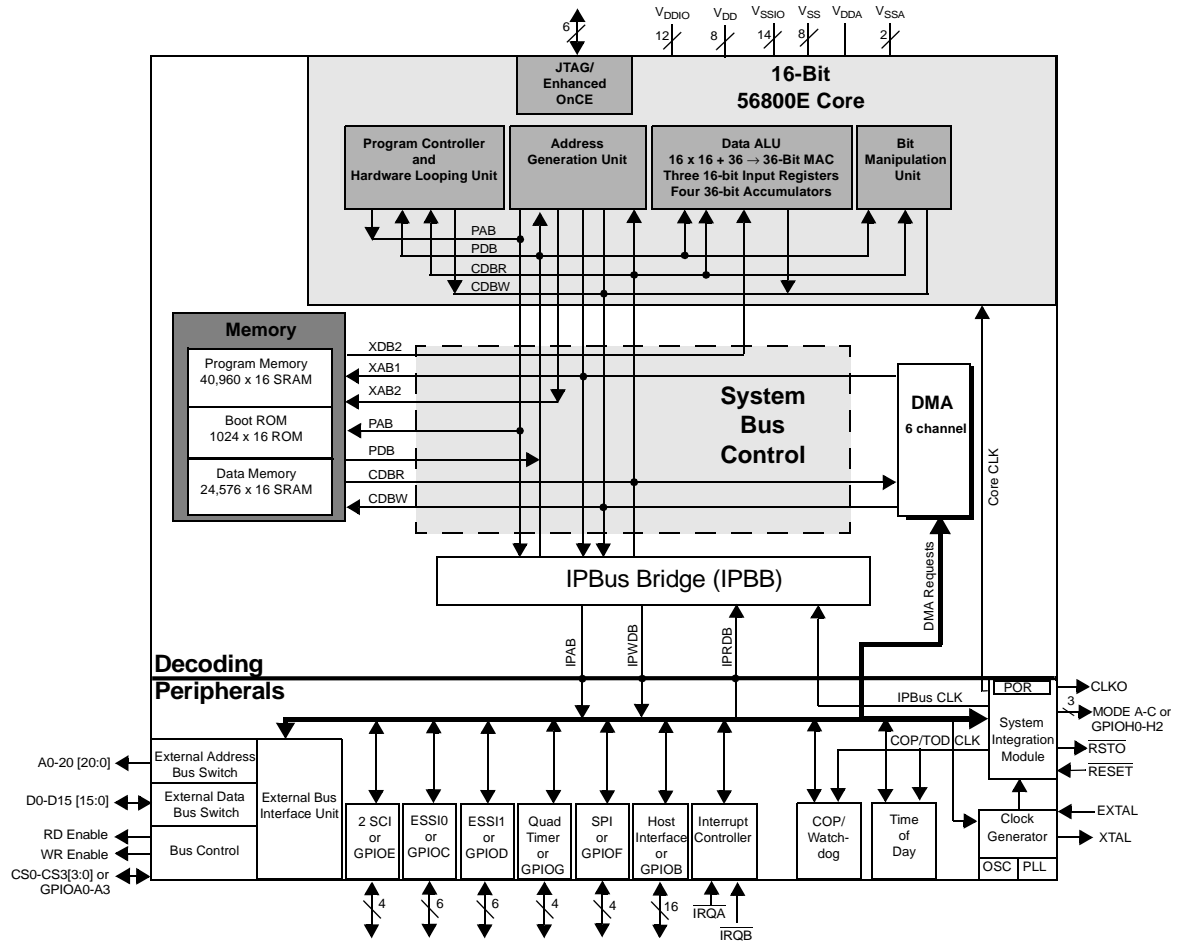 6
VDDIO
12
VDD
8
VSSIO
14
VSS
8
VDDA
VSSA
2
JTAG/
Enhanced
OnCE
16-Bit
56800E Core
Program Controller
and
Hardware Looping Unit
Address
Generation Unit
Data ALU
16 x 16 + 36 → 36-Bit MAC
Three 16-bit Input Registers
Four 36-bit Accumulators
Bit
Manipulation
Unit
PAB
PDB
CDBR
CDBW
Memory
Program Memory
40,960 x 16 SRAM
Boot ROM
1024 x 16 ROM
Data Memory
24,576 x 16 SRAM
XDB2
XAB1
XAB2
PAB
PDB
CDBR
CDBW
System
Bus
Control
DMA
6 channel
Core CLK
DMA Requests
IPBus Bridge (IPBB)
IPAB
IPWDB
IPRDB
Decoding
Peripherals
IPBus CLK
POR
System
Integration
Module
CLKO
3
MODE A-C or
GPIOH0-H2
RSTO
RESET
COP/TOD CLK
A0-20 [20:0]
D0-D15 [15:0]
RD Enable
WR Enable
CS0-CS3[3:0] or
GPIOA0-A3
External Address
Bus Switch
External Data
Bus Switch
Bus Control
External Bus
Interface Unit
2 SCI
or
GPIOE
ESSI0
or
GPIOC
ESSI1
or
GPIOD
Quad
Timer
or
GPIOG
SPI
or
GPIOF
Host
Interface
or
GPIOB
Interrupt
Controller
COP/
Watch-
dog
Time
of
Day
Clock
Generator
OSC
PLL
EXTAL
XTAL
4
6
6
4
4
16
IRQA
IRQB